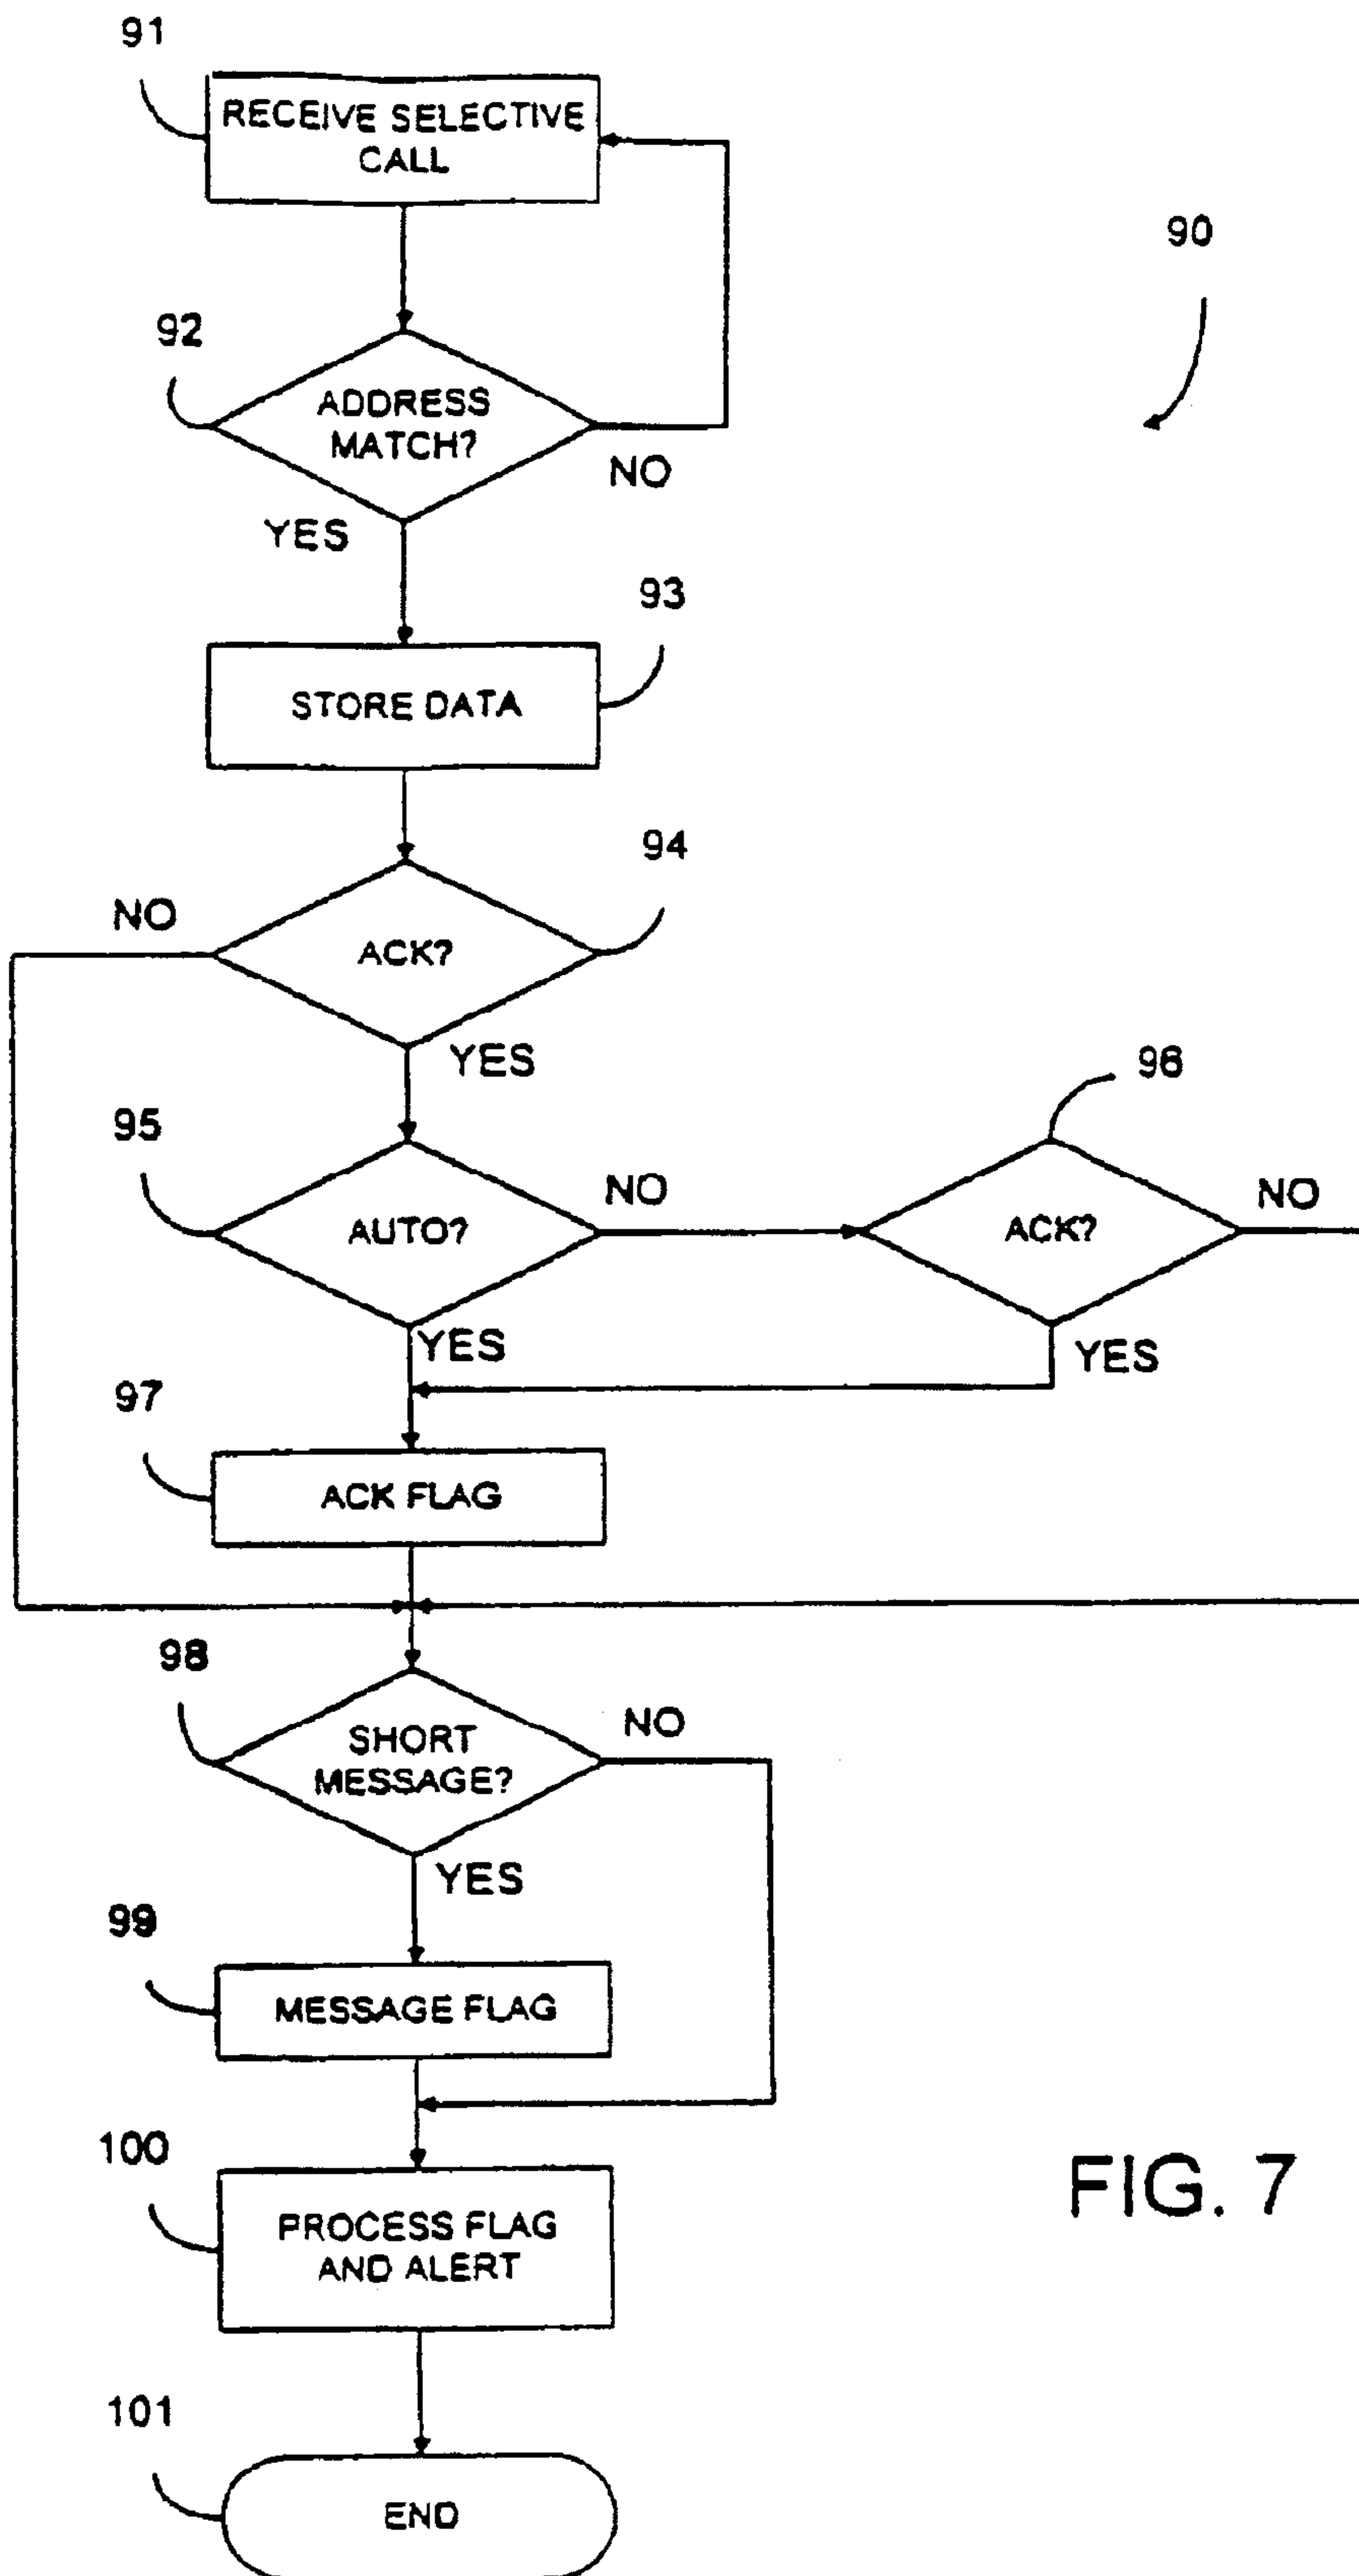 91
RECEIVE SELECTIVE
CALL
90
92
ADDRESS
MATCH?
NO
YES
93
STORE DATA
94
NO
ACK?
YES
96
95
NO
NO
AUTO?
ACK?
YES
YES
97
ACK FLAG
98
NO
SHORT
MESSAGE?
YES
99
MESSAGE FLAG
100
PROCESS FLAG
AND ALERT
FIG. 7
101
END